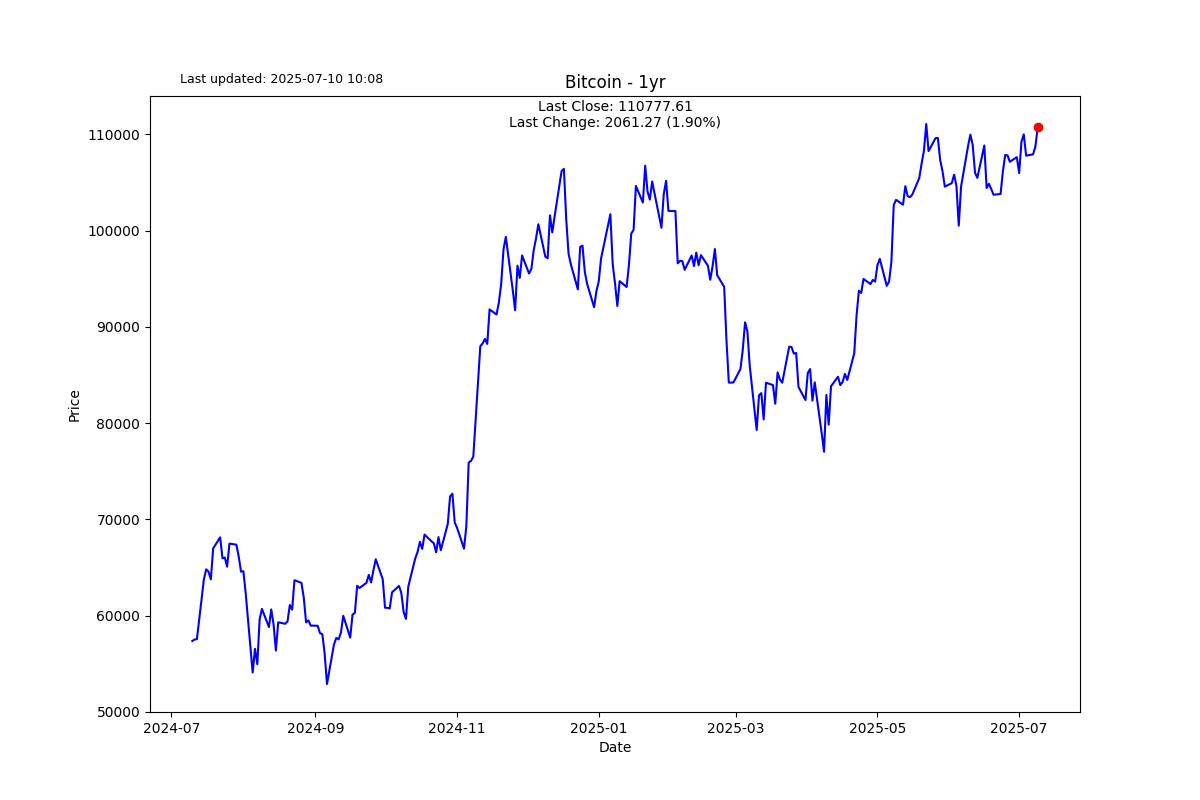 Last updated: 2025-07-10 10:08
Bitcoin - 1yr
Last Close: 110777.61
Last Change: 2061.27 (1.90%)
110000
100000
90000
80000
70000
60000
50000
Price
2024-07
2024-09
2024-11
2025-01
2025-03
2025-05
2025-07
Date